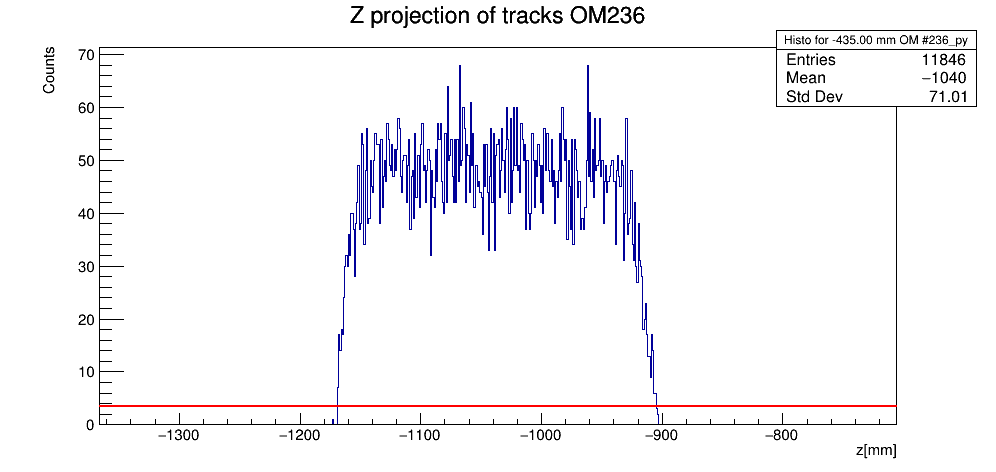 Z projection of tracks OM236
Histo for -435.00 mm OM #236_py
Entries 11846
Mean −1040
Std Dev 71.01
Counts
70
60
50
40
30
20
10
0
−1300 −1200 −1100 −1000 −900 −800
z[mm]